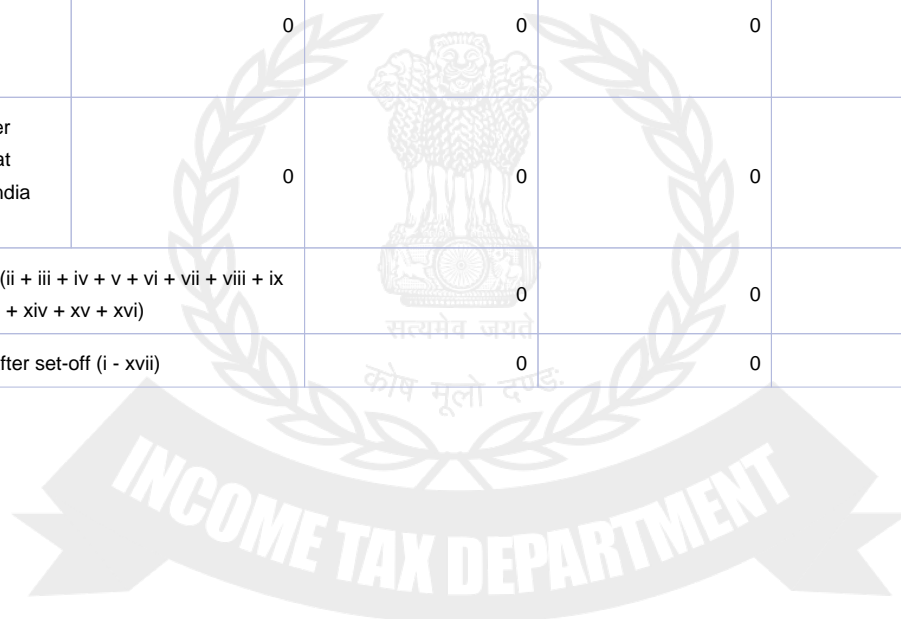 0 0 0
er
at
ndia
0 0 0
(ii + iii + iv + v + vi + vii + viii + ix
+ xiv + xv + xvi)
0 0
fter set-off (i - xvii) 0 0
सत्यमेव जयते
कोष मूलो दण्डः
INCOME TAX DEPARTMENT